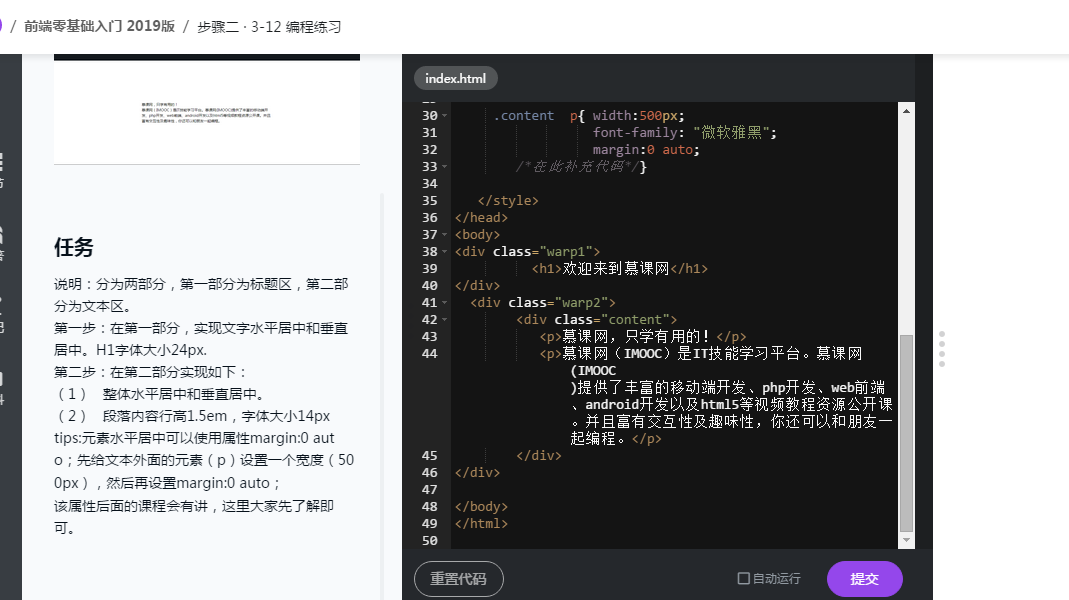 / 前端零基础入门 2019版 / 步骤二 · 3-12 编程练习
任务
说明：分为两部分，第一部分为标题区，第二部
分为文本区。
第一步：在第一部分，实现文字水平居中和垂直
居中。H1字体大小24px.
第二步：在第二部分实现如下：
（1） 整体水平居中和垂直居中。
（2） 段落内容行高1.5em，字体大小14px
tips:元素水平居中可以使用属性margin:0 aut
o；先给文本外面的元素（p）设置一个宽度（50
0px），然后再设置margin:0 auto；
该属性后面的课程会有讲，这里大家先了解即
可。
index.html
30 .content p{ width:500px;
31 font-family: "微软雅黑";
32 margin:0 auto;
33 /*在此补充代码*/}
34
35 </style>
36 </head>
37 <body>
38 <div class="warp1">
39 <h1>欢迎来到慕课网</h1>
40 </div>
41 <div class="warp2">
42 <div class="content">
43 <p>慕课网，只学有用的！</p>
44 <p>慕课网（IMOOC）是IT技能学习平台。慕课网
(IMOOC
)提供了丰富的移动端开发、php开发、web前端
、android开发以及html5等视频教程资源公开课
。并且富有交互性及趣味性，你还可以和朋友一
起编程。</p>
45 </div>
46 </div>
47
48 </body>
49 </html>
50
重置代码
自动运行
提交